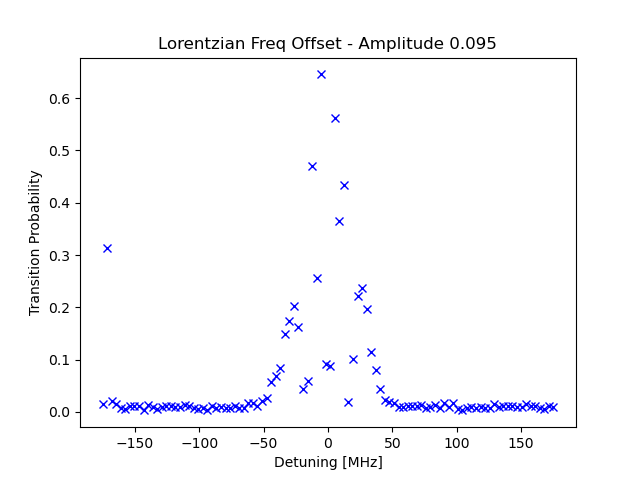 Lorentzian Freq Offset - Amplitude 0.095
Transition Probability
0.6
0.5
0.4
0.3
0.2
0.1
0.0
−150 −100 −50 0 50 100 150
Detuning [MHz]